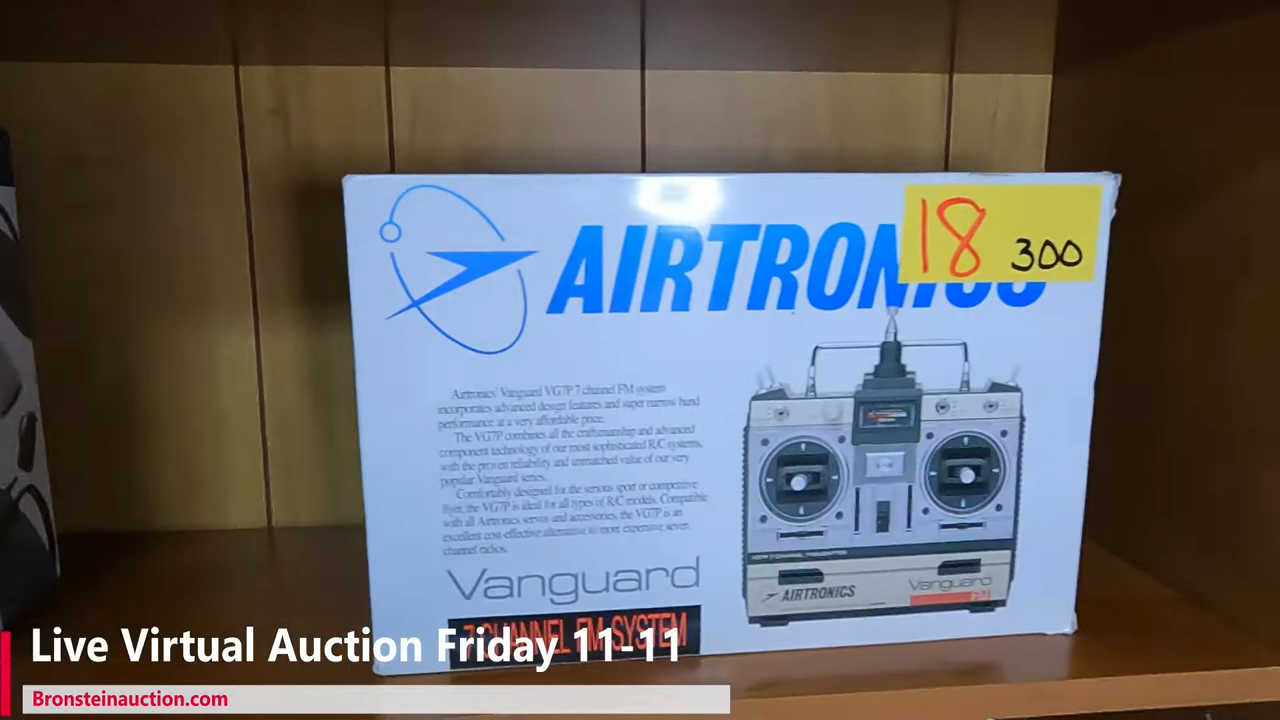 AIRTRONICS
18 300
Airtronics' Vanguard VG7P 7 channel FM system
incorporates advanced design features and super narrow band
performance at a very affordable price.
The VG7P combines all the craftsmanship and advanced
component technology of our most sophisticated R/C systems,
with the proven reliability and unmatched value of our very
popular Vanguard series.
Comfortably designed for the serious sport or competitive
flyer, the VG7P is ideal for all types of R/C models. Compatible
with all Airtronics servos and accessories, the VG7P is an
excellent cost-effective alternative to more expensive seven
channel radios.
Vanguard
7 CHANNEL FM SYSTEM
AIRTRONICS
Vanguard
Live Virtual Auction Friday 11-11
Bronsteinauction.com